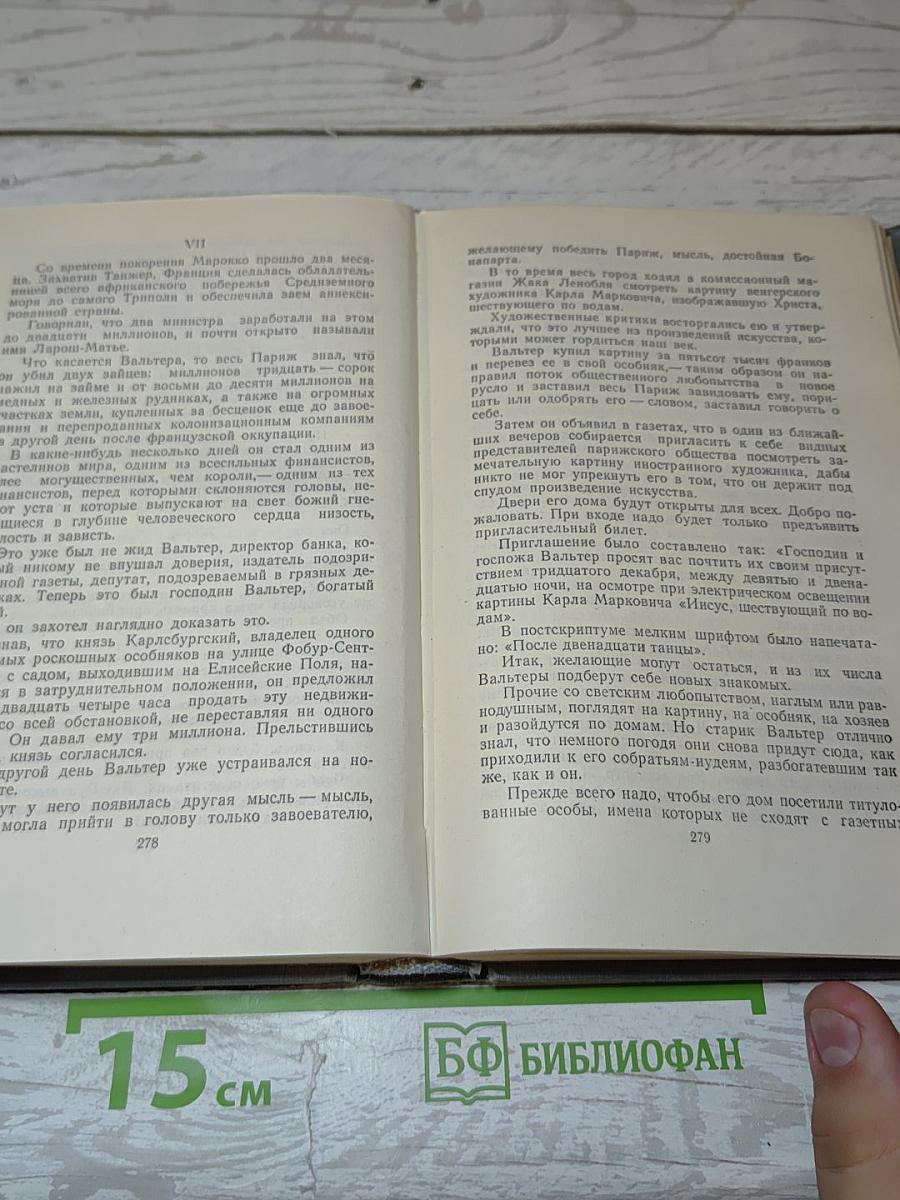 VII
Со времени покорения Марокко прошло два меся-
ца. Захватив Танжер, Франция сделалась обладатель-
ницей всего африканского побережья Средиземного
моря до самого Триполи и обеспечила заем аннекси-
рованной страны.
Говорили, что два министра заработали на этом
до двадцати миллионов, и почти открыто называли
имя Ларош-Матье.
Что касается Вальтера, то весь Париж знал, что
он убил двух зайцев: миллионов тридцать — сорок
нажил на займе и от восьми до десяти миллионов на
медных и железных рудниках, а также на огромных
участках земли, купленных за бесценок еще до завое-
ания и перепроданных колонизационным компаниям
а другой день после французской оккупации.
В какие-нибудь несколько дней он стал одним из
астелинов мира, одним из всесильных финансистов,
лее могущественных, чем короли,— одним из тех
нансистов, перед которыми склоняются головы, не-
от уста и которые выпускают на свет божий гне-
щиеся в глубине человеческого сердца низость,
лость и зависть.
Это уже был не жид Вальтер, директор банка, ко-
ый никому не внушал доверия, издатель подозри-
ной газеты, депутат, подозреваемый в грязных де-
ках. Теперь это был господин Вальтер, богатый
й.
он захотел наглядно доказать это.
нав, что князь Карлсбургский, владелец одного
мых роскошных особняков на улице Фобур-Сент-
с садом, выходившим на Елисейские Поля, на-
ся в затруднительном положении, он предложил
двадцать четыре часа продать эту недвижи-
со всей обстановкой, не переставляя ни одного
Он давал ему три миллиона. Прельстившись
князь согласился.
другой день Вальтер уже устраивался на но-
те.
ут у него появилась другая мысль — мысль,
могла прийти в голову только завоевателю,
278
желающему победить Париж, мысль, достойная Бо-
напарта.
В то время весь город ходил в комиссионный ма-
газин Жака Ленобля смотреть картину венгерского
художника Карла Марковича, изображавшую Христа,
шествующего по водам.
Художественные критики восторгались ею и утвер-
ждали, что это лучшее из произведений искусства, ко-
торыми может гордиться наш век.
Вальтер купил картину за пятьсот тысяч франков
и перевез ее в свой особняк,— таким образом он на-
правил поток общественного любопытства в новое
русло и заставил весь Париж завидовать ему, пори-
цать или одобрять его — словом, заставил говорить о
себе.
Затем он объявил в газетах, что в один из ближай-
ших вечеров собирается пригласить к себе видных
представителей парижского общества посмотреть за-
мечательную картину иностранного художника, дабы
никто не мог упрекнуть его в том, что он держит под
спудом произведение искусства.
Двери его дома будут открыты для всех. Добро по-
жаловать. При входе надо будет только предъявить
пригласительный билет.
Приглашение было составлено так: «Господин и
госпожа Вальтер просят вас почтить их своим присут-
ствием тридцатого декабря, между девятью и двена-
дцатью ночи, на осмотре при электрическом освещении
картины Карла Марковича «Иисус, шествующий по во-
дам».
В постскриптуме мелким шрифтом было напечата-
но: «После двенадцати танцы».
Итак, желающие могут остаться, и из их числа
Вальтеры подберут себе новых знакомых.
Прочие со светским любопытством, наглым или рав-
нодушным, поглядят на картину, на особняк, на хозяев
и разойдутся по домам. Но старик Вальтер отлично
знал, что немного погодя они снова придут сюда, как
приходили к его собратьям-иудеям, разбогатевшим так
же, как и он.
Прежде всего надо, чтобы его дом посетили титуло-
ванные особы, имена которых не сходят с газетных
279
15 см
БФ БИБЛИОФАН